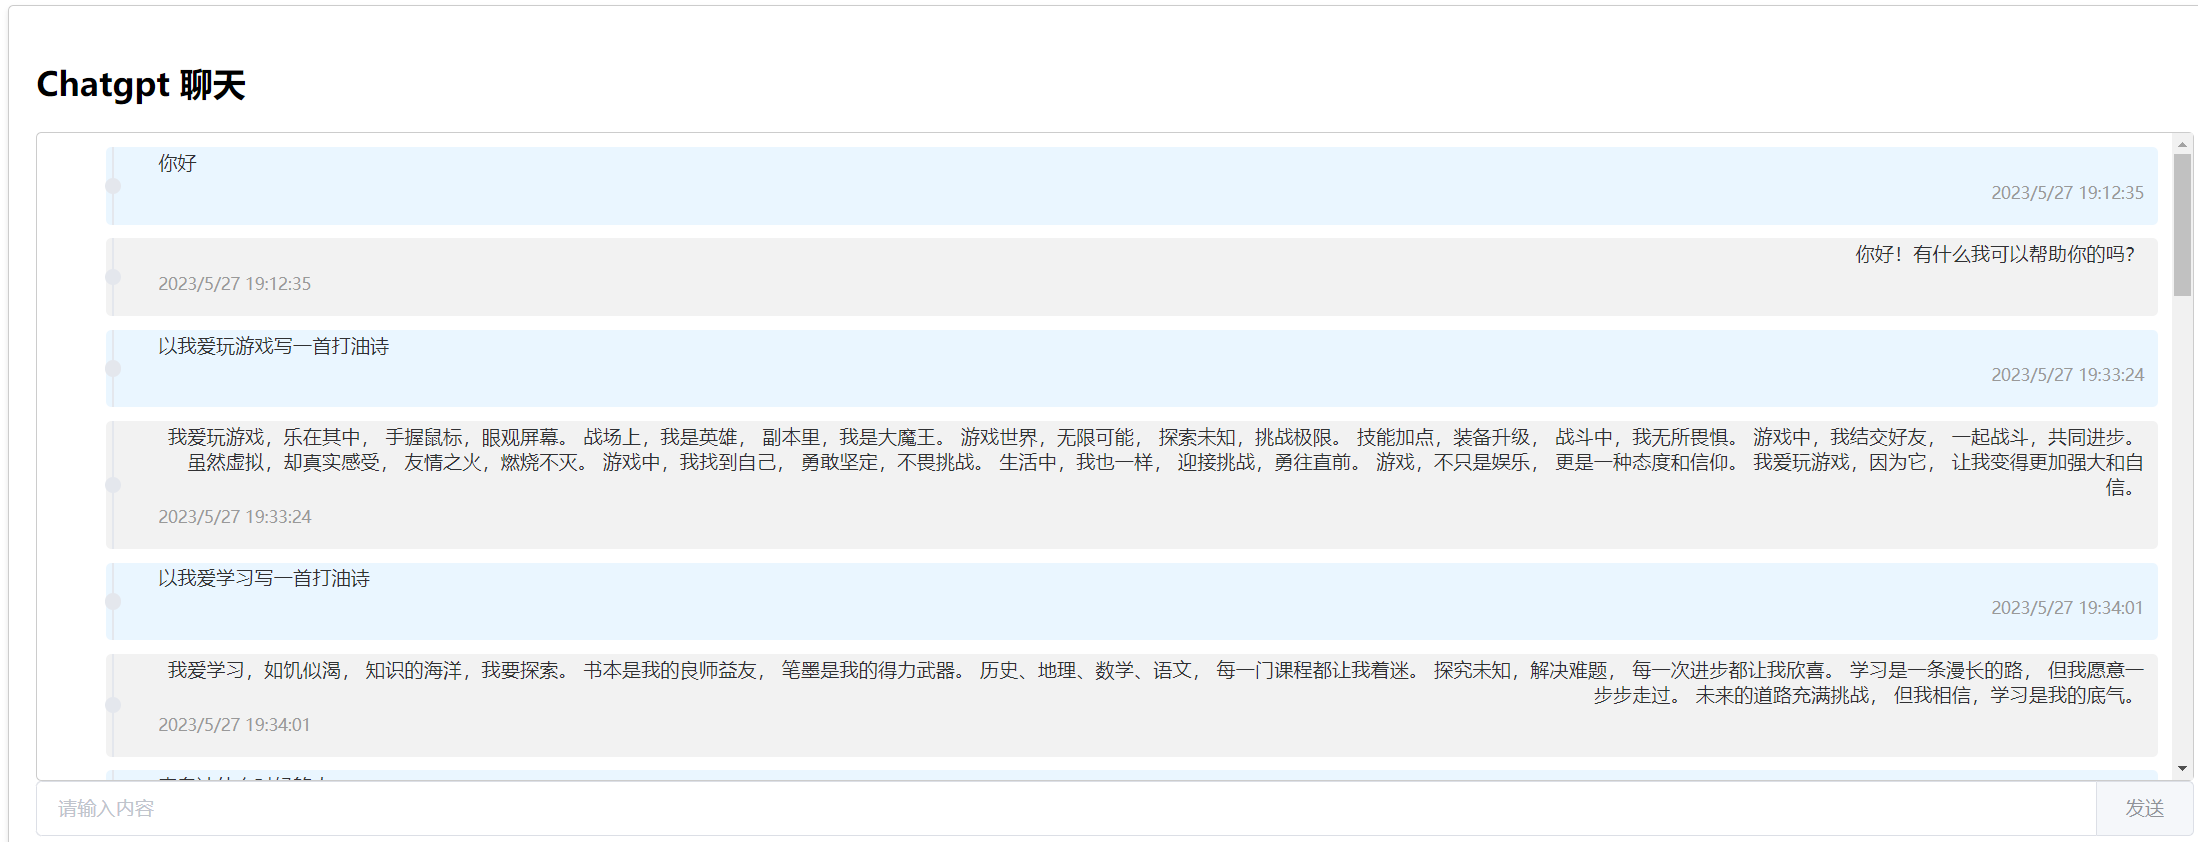 Chatgpt 聊天
你好
2023/5/27 19:12:35
你好！有什么我可以帮助你的吗？
2023/5/27 19:12:35
以我爱玩游戏写一首打油诗
2023/5/27 19:33:24
我爱玩游戏，乐在其中， 手握鼠标，眼观屏幕。 战场上，我是英雄， 副本里，我是大魔王。 游戏世界，无限可能， 探索未知，挑战极限。 技能加点，装备升级， 战斗中，我无所畏惧。 游戏中，我结交好友， 一起战斗，共同进步。
虽然虚拟，却真实感受， 友情之火，燃烧不灭。 游戏中，我找到自己， 勇敢坚定，不畏挑战。 生活中，我也一样， 迎接挑战，勇往直前。 游戏，不只是娱乐， 更是一种态度和信仰。 我爱玩游戏，因为它， 让我变得更加强大和自
信。
2023/5/27 19:33:24
以我爱学习写一首打油诗
2023/5/27 19:34:01
我爱学习，如饥似渴， 知识的海洋，我要探索。 书本是我的良师益友， 笔墨是我的得力武器。 历史、地理、数学、语文， 每一门课程都让我着迷。 探究未知，解决难题， 每一次进步都让我欣喜。 学习是一条漫长的路， 但我愿意一
步步走过。 未来的道路充满挑战， 但我相信，学习是我的底气。
2023/5/27 19:34:01
请输入内容
发送